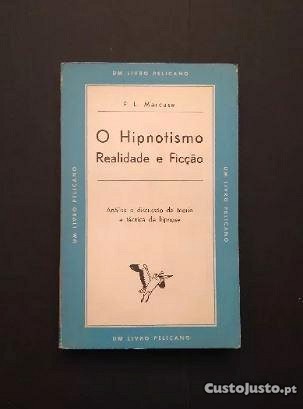 UM LIVRO PELICANO
F. L. Marcuse
O Hipnotismo
Realidade e Ficção
Análise e discussão da teoria
e táctica da hipnose
UM LIVRO PELICANO
UM LIVRO PELICANO
UM LIVRO PELICANO
CustoJusto.pt